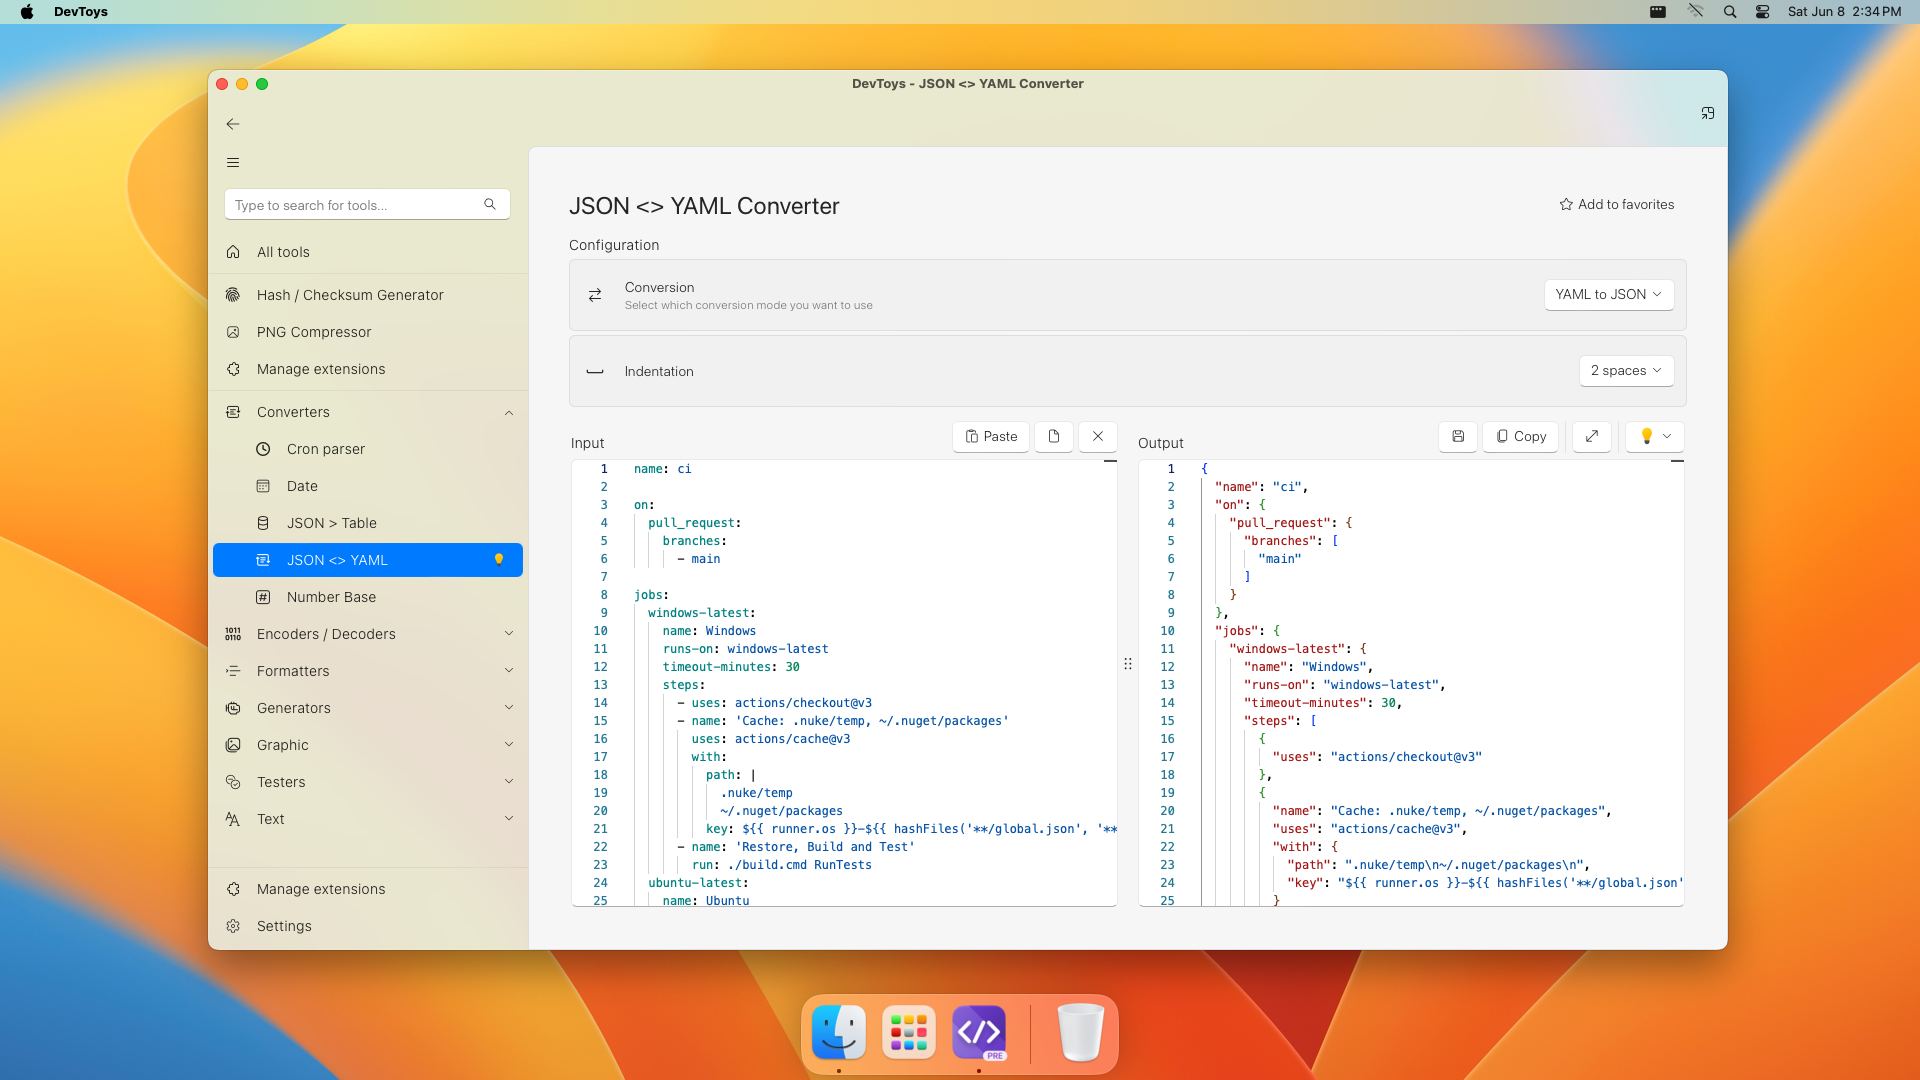 DevToys
Sat Jun 8 2:34 PM
DevToys - JSON <> YAML Converter
Type to search for tools...
All tools
Hash / Checksum Generator
PNG Compressor
Manage extensions
Converters
Cron parser
Date
JSON > Table
JSON <> YAML
Number Base
1011
0110
Encoders / Decoders
Formatters
Generators
Graphic
Testers
Text
Manage extensions
Settings
JSON <> YAML Converter
Add to favorites
Configuration
Conversion
Select which conversion mode you want to use
YAML to JSON
Indentation
2 spaces
Input
Paste
1 name: ci
2
3 on:
4 pull_request:
5 branches:
6 - main
7
8 jobs:
9 windows-latest:
10 name: Windows
11 runs-on: windows-latest
12 timeout-minutes: 30
13 steps:
14 - uses: actions/checkout@v3
15 - name: 'Cache: .nuke/temp, ~/.nuget/packages'
16 uses: actions/cache@v3
17 with:
18 path: |
19 .nuke/temp
20 ~/.nuget/packages
21 key: ${{ runner.os }}-${{ hashFiles('**/global.json', '**
22 - name: 'Restore, Build and Test'
23 run: ./build.cmd RunTests
24 ubuntu-latest:
25 name: Ubuntu
Output
Copy
1 {
2 "name": "ci",
3 "on": {
4 "pull_request": {
5 "branches": [
6 "main"
7 ]
8 }
9 },
10 "jobs": {
11 "windows-latest": {
12 "name": "Windows",
13 "runs-on": "windows-latest",
14 "timeout-minutes": 30,
15 "steps": [
16 {
17 "uses": "actions/checkout@v3"
18 },
19 {
20 "name": "Cache: .nuke/temp, ~/.nuget/packages",
21 "uses": "actions/cache@v3",
22 "with": {
23 "path": ".nuke/temp\n~/.nuget/packages\n",
24 "key": "${{ runner.os }}-${{ hashFiles('**/global.json'
25 }
PRE